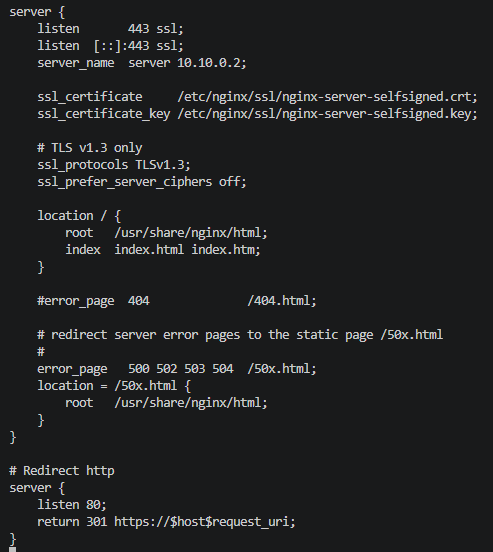 server {
    listen       443 ssl;
    listen  [::]:443 ssl;
    server_name  server 10.10.0.2;

    ssl_certificate     /etc/nginx/ssl/nginx-server-selfsigned.crt;
    ssl_certificate_key /etc/nginx/ssl/nginx-server-selfsigned.key;

    # TLS v1.3 only
    ssl_protocols TLSv1.3;
    ssl_prefer_server_ciphers off;

    location / {
        root   /usr/share/nginx/html;
        index  index.html index.htm;
    }

    #error_page  404              /404.html;

    # redirect server error pages to the static page /50x.html
    #
    error_page   500 502 503 504  /50x.html;
    location = /50x.html {
        root   /usr/share/nginx/html;
    }
}

# Redirect http
server {
    listen 80;
    return 301 https://$host$request_uri;
}